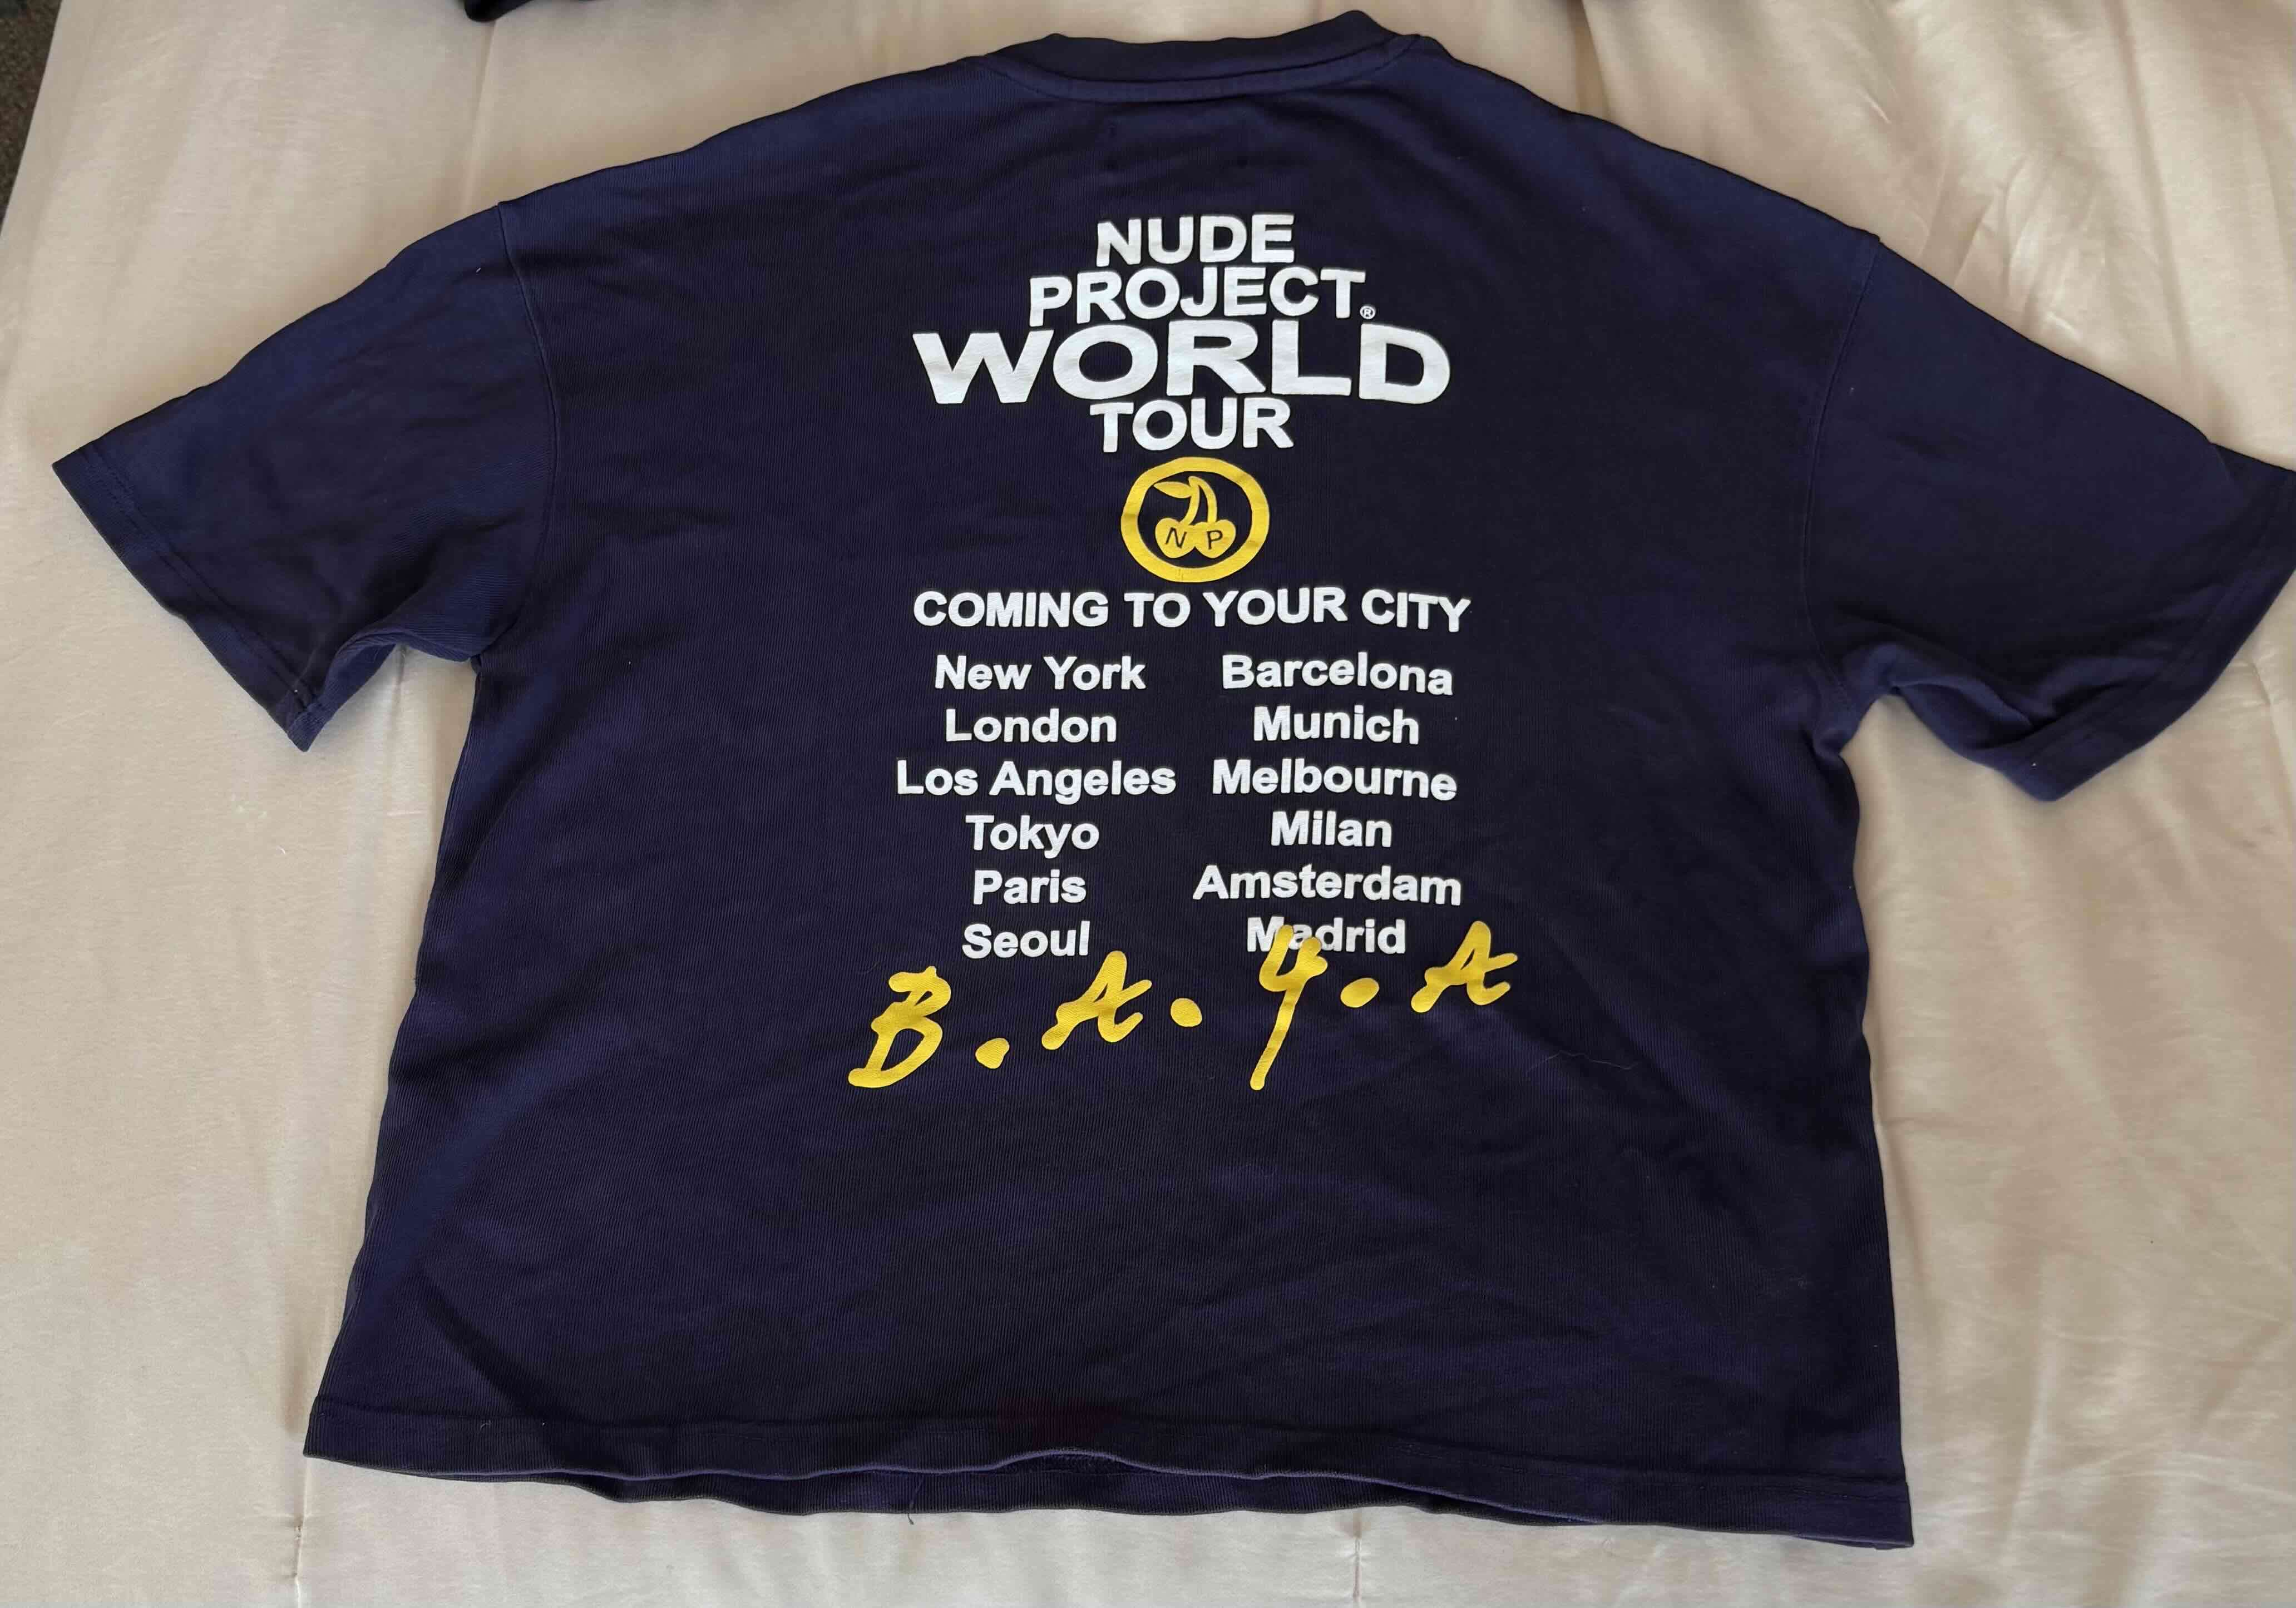 NUDE
PROJECT®
WORLD
TOUR
N P
COMING TO YOUR CITY
New York Barcelona
London Munich
Los Angeles Melbourne
Tokyo Milan
Paris Amsterdam
Seoul Madrid
B.A.Y.A